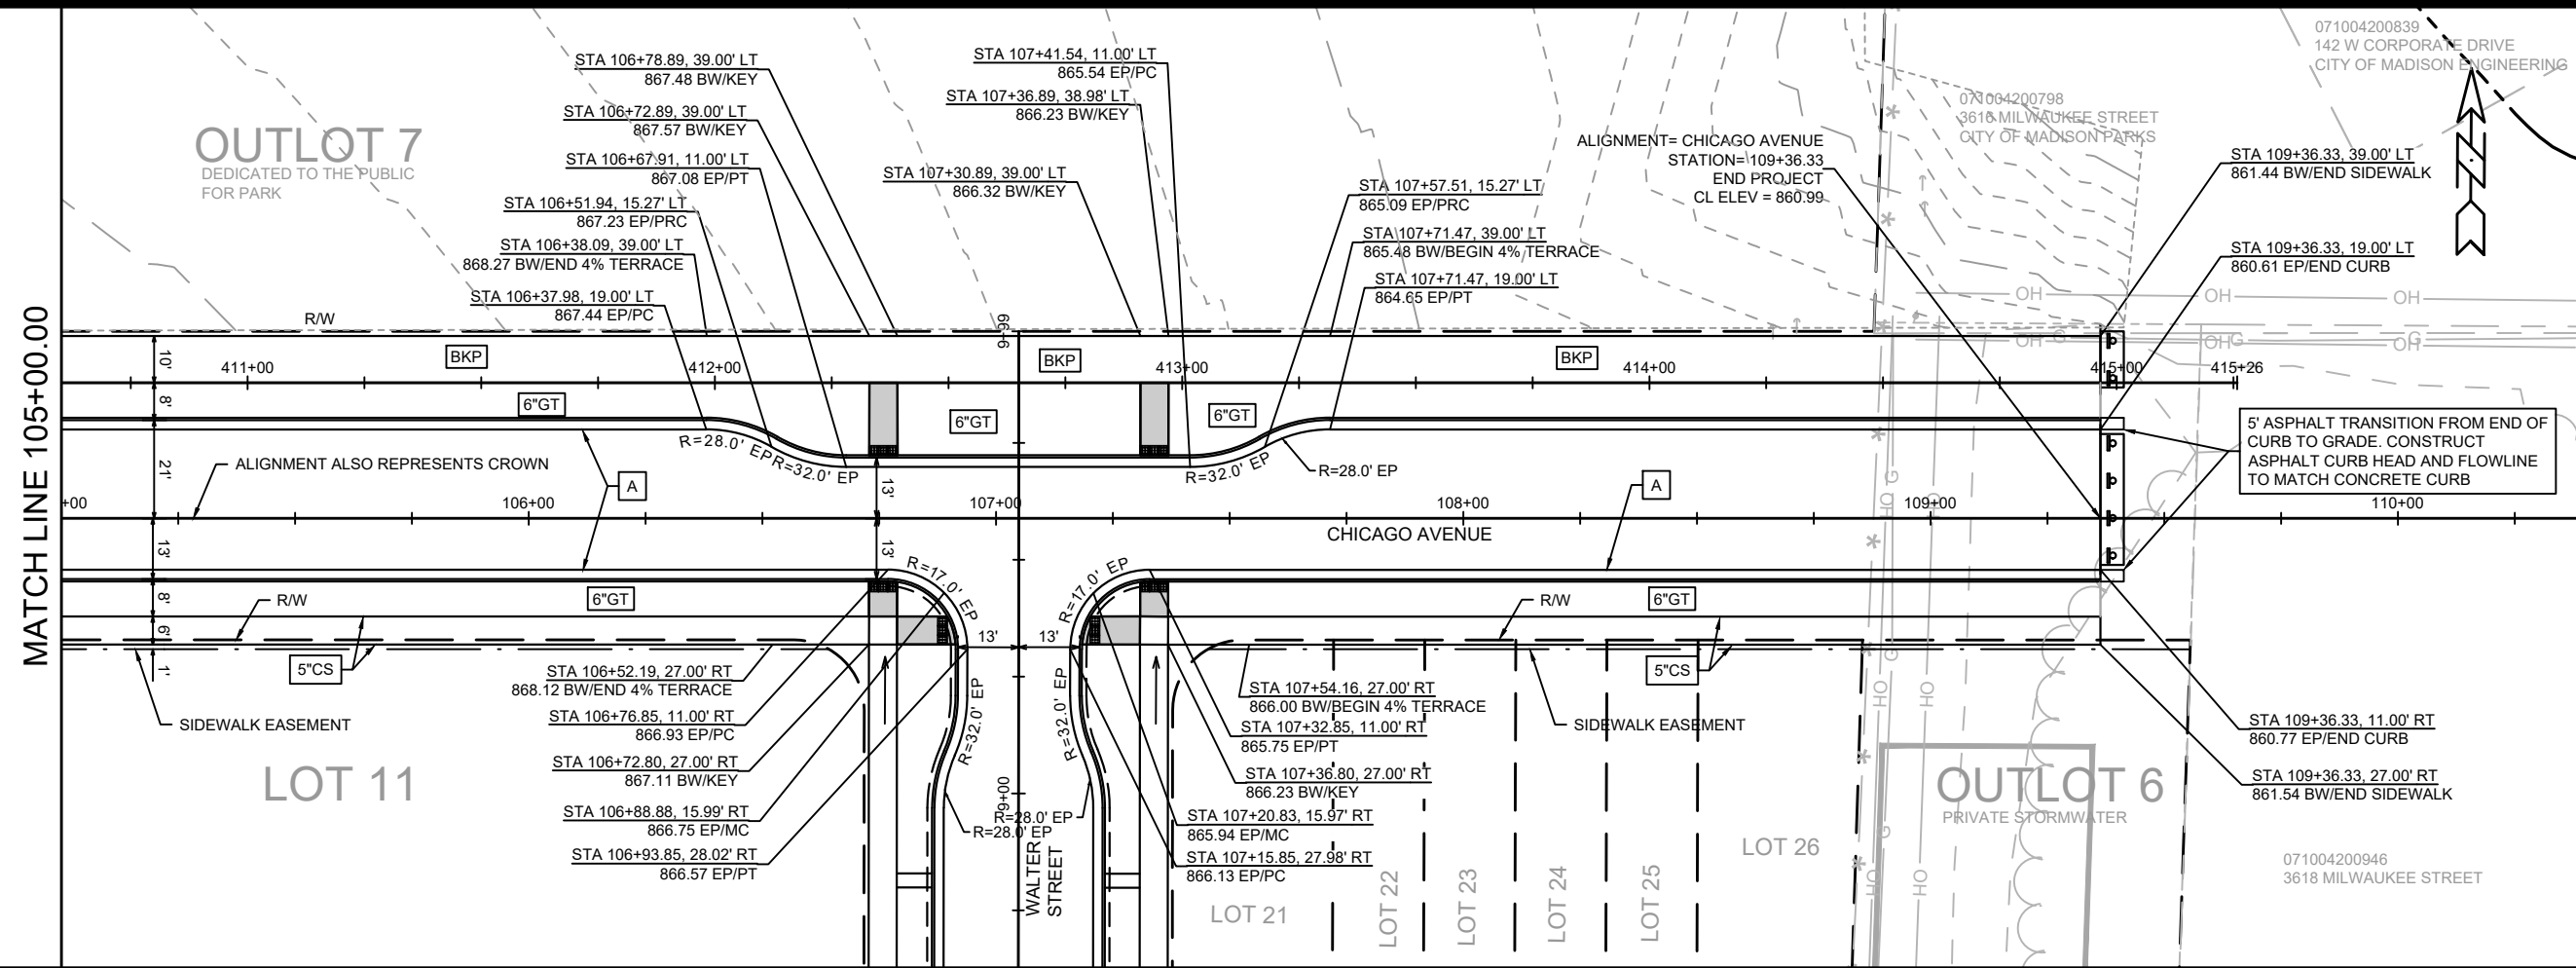 MATCH LINE 105+00.00
OUTLOT 7
DEDICATED TO THE PUBLIC
FOR PARK
STA 106+78.89, 39.00' LT
867.48 BW/KEY
STA 106+72.89, 39.00' LT
867.57 BW/KEY
STA 106+67.91, 11.00' LT
867.08 EP/PT
STA 106+51.94, 15.27' LT
867.23 EP/PRC
STA 106+38.09, 39.00' LT
868.27 BW/END 4% TERRACE
STA 106+37.98, 19.00' LT
867.44 EP/PC
STA 107+41.54, 11.00' LT
865.54 EP/PC
STA 107+36.89, 38.98' LT
866.23 BW/KEY
STA 107+30.89, 39.00' LT
866.32 BW/KEY
STA 107+57.51, 15.27' LT
865.09 EP/PRC
STA 107+71.47, 39.00' LT
865.48 BW/BEGIN 4% TERRACE
STA 107+71.47, 19.00' LT
864.65 EP/PT
ALIGNMENT= CHICAGO AVENUE
STATION= 109+36.33
END PROJECT
CL ELEV = 860.99
071004200798
3616 MILWAUKEE STREET
CITY OF MADISON PARKS
071004200839
142 W CORPORATE DRIVE
CITY OF MADISON ENGINEERING
N
STA 109+36.33, 39.00' LT
861.44 BW/END SIDEWALK
STA 109+36.33, 19.00' LT
860.61 EP/END CURB
OH
OH
OH
OH
G
OH
G
OH
G
R/W
10'
BKP
BKP
BKP
411+00
412+00
413+00
414+00
415+00
415+26
8'
6"GT
6"GT
6"GT
R=28.0' EP
R=32.0' EP
R=32.0' EP
R=28.0' EP
21'
ALIGNMENT ALSO REPRESENTS CROWN
A
A
13'
5' ASPHALT TRANSITION FROM END OF
CURB TO GRADE. CONSTRUCT
ASPHALT CURB HEAD AND FLOWLINE
TO MATCH CONCRETE CURB
+00
106+00
107+00
108+00
109+00
110+00
CHICAGO AVENUE
13'
13'
R=17.0' EP
R=17.0' EP
8'
6"GT
6"GT
R/W
R/W
6'
13'
13'
1'
5"CS
5"CS
SIDEWALK EASEMENT
SIDEWALK EASEMENT
STA 106+52.19, 27.00' RT
868.12 BW/END 4% TERRACE
STA 106+76.85, 11.00' RT
866.93 EP/PC
STA 106+72.80, 27.00' RT
867.11 BW/KEY
STA 106+88.88, 15.99' RT
866.75 EP/MC
STA 106+93.85, 28.02' RT
866.57 EP/PT
R=32.0' EP
R=32.0' EP
R=28.0' EP
R=28.0' EP
9+00
WALTER
STREET
STA 107+54.16, 27.00' RT
866.00 BW/BEGIN 4% TERRACE
STA 107+32.85, 11.00' RT
865.75 EP/PT
STA 107+36.80, 27.00' RT
866.23 BW/KEY
STA 107+20.83, 15.97' RT
865.94 EP/MC
STA 107+15.85, 27.98' RT
866.13 EP/PC
STA 109+36.33, 11.00' RT
860.77 EP/END CURB
STA 109+36.33, 27.00' RT
861.54 BW/END SIDEWALK
LOT 11
LOT 21
LOT 22
LOT 23
LOT 24
LOT 25
LOT 26
OUTLOT 6
PRIVATE STORMWATER
071004200946
3618 MILWAUKEE STREET
G
OH
OH
G
OH
OH
G
OH
OH